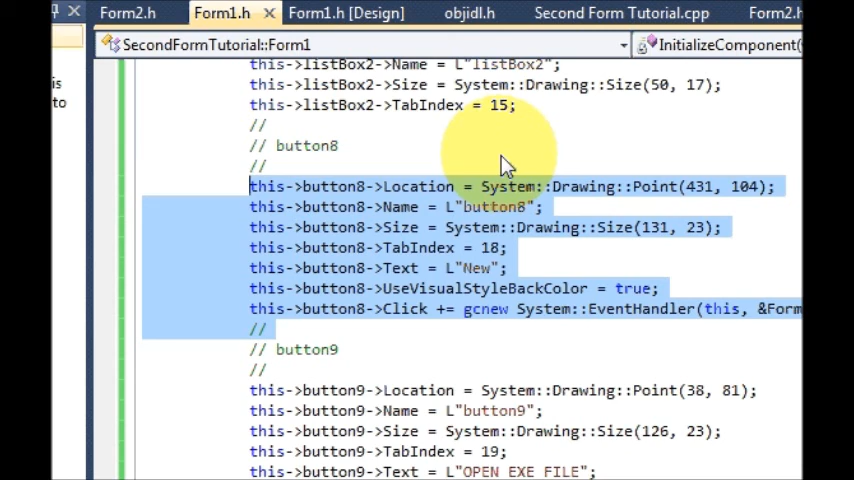 Form2.h Form1.h Form1.h [Design] objidl.h Second Form Tutorial.cpp Form2.h
SecondFormTutorial::Form1 InitializeComponent(
is
to
this->listBox2->Name = L"listBox2";
this->listBox2->Size = System::Drawing::Size(50, 17);
this->listBox2->TabIndex = 15;
//
// button8
//
this->button8->Location = System::Drawing::Point(431, 104);
this->button8->Name = L"button8";
this->button8->Size = System::Drawing::Size(131, 23);
this->button8->TabIndex = 18;
this->button8->Text = L"New";
this->button8->UseVisualStyleBackColor = true;
this->button8->Click += gcnew System::EventHandler(this, &Form
//
// button9
//
this->button9->Location = System::Drawing::Point(38, 81);
this->button9->Name = L"button9";
this->button9->Size = System::Drawing::Size(126, 23);
this->button9->TabIndex = 19;
this->button9->Text = L"OPEN EXE FILE";